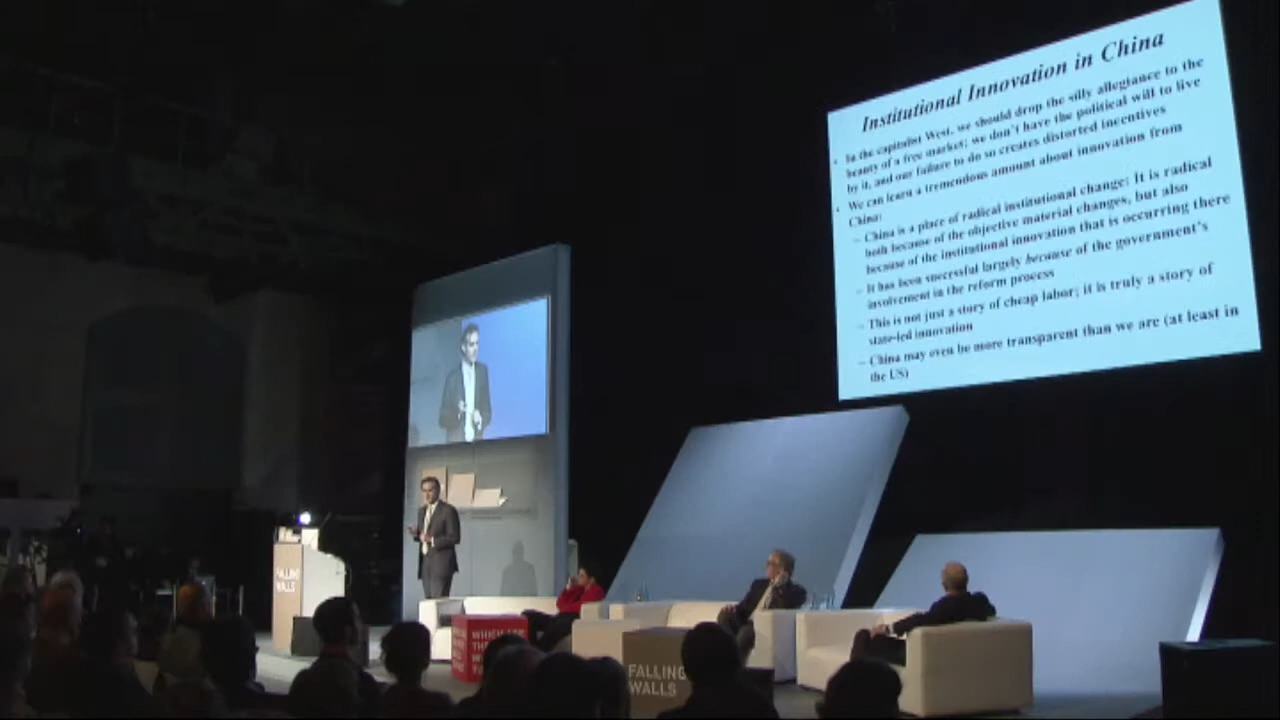 Institutional Innovation in China
• In the capitalist West, we should drop the silly allegiance to the
beauty of a free market; we don't have the political will to live
by it, and our failure to do so creates distorted incentives
• We can learn a tremendous amount about innovation from
China:
– China is a place of radical institutional change: It is radical
both because of the objective material changes, but also
because of the institutional innovation that is occurring there
– It has been successful largely because of the government's
involvement in the reform process
– This is not just a story of cheap labor; it is truly a story of
state-led innovation
– China may even be more transparent than we are (at least in
the US)
FALLING
WALLS
WHICH ARE
THE
FALLING
WALLS